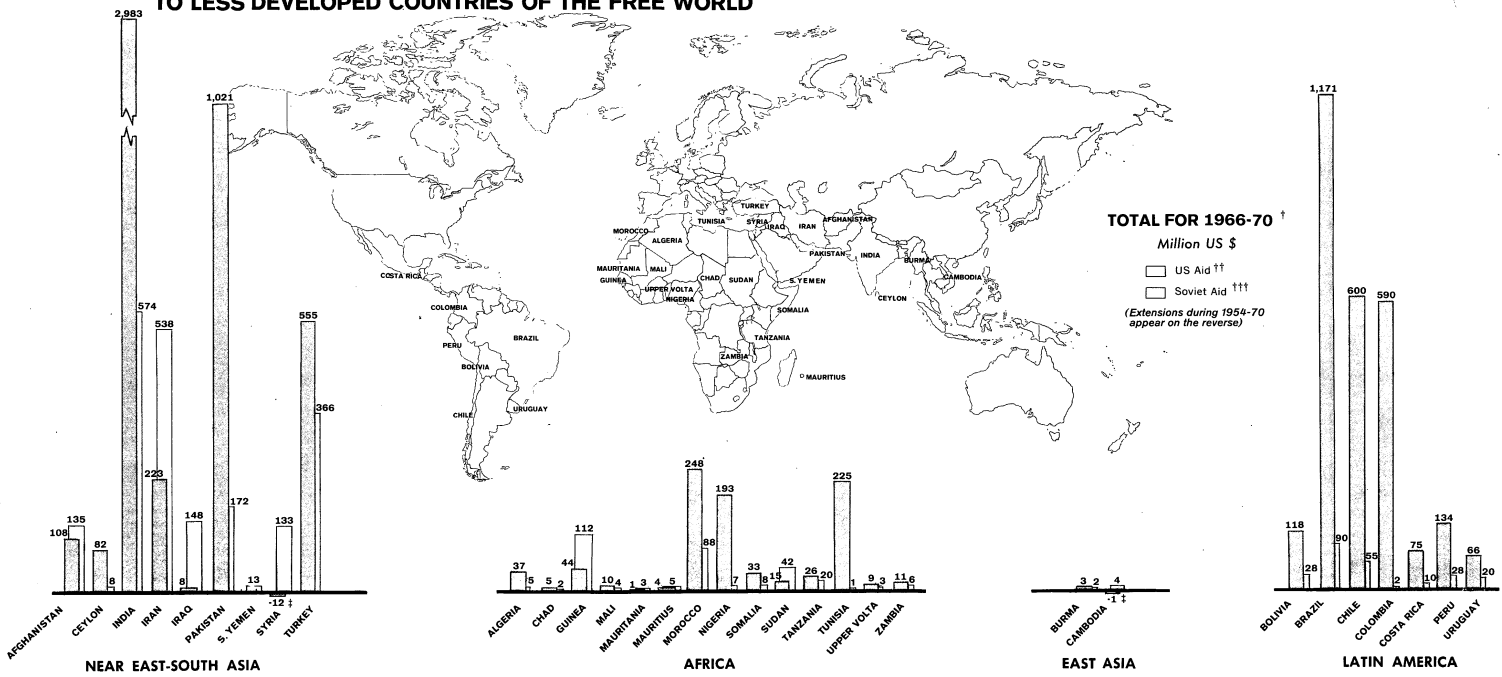 TO LESS DEVELOPED COUNTRIES OF THE FREE WORLD
TOTAL FOR 1966-70 †
Million US $
US Aid ††
Soviet Aid †††
(Extensions during 1954-70
appear on the reverse)
TURKEY
TUNISIA
SYRIA
IRAQ
IRAN
AFGHANISTAN
MOROCCO
ALGERIA
PAKISTAN
INDIA
BURMA
MAURITANIA
MALI
COSTA RICA
GUINEA
CHAD
SUDAN
S. YEMEN
CAMBODIA
UPPER VOLTA
NIGERIA
CEYLON
COLOMBIA
SOMALIA
PERU
BRAZIL
TANZANIA
ZAMBIA
BOLIVIA
MAURITIUS
CHILE
URUGUAY
108
135
82
8
2,983
574
223
538
8
148
1,021
172
13
-12 ‡
133
555
366
AFGHANISTAN
CEYLON
INDIA
IRAN
IRAQ
PAKISTAN
S. YEMEN
SYRIA
TURKEY
NEAR EAST-SOUTH ASIA
37
5
5
2
44
112
10
4
1
3
4
5
248
88
193
7
33
8
15
42
26
20
225
1
9
3
11
6
ALGERIA
CHAD
GUINEA
MALI
MAURITANIA
MAURITIUS
MOROCCO
NIGERIA
SOMALIA
SUDAN
TANZANIA
TUNISIA
UPPER VOLTA
ZAMBIA
AFRICA
3
2
-1 ‡
4
BURMA
CAMBODIA
EAST ASIA
118
28
1,171
90
600
55
590
2
75
10
134
28
66
20
BOLIVIA
BRAZIL
CHILE
COLOMBIA
COSTA RICA
PERU
URUGUAY
LATIN AMERICA